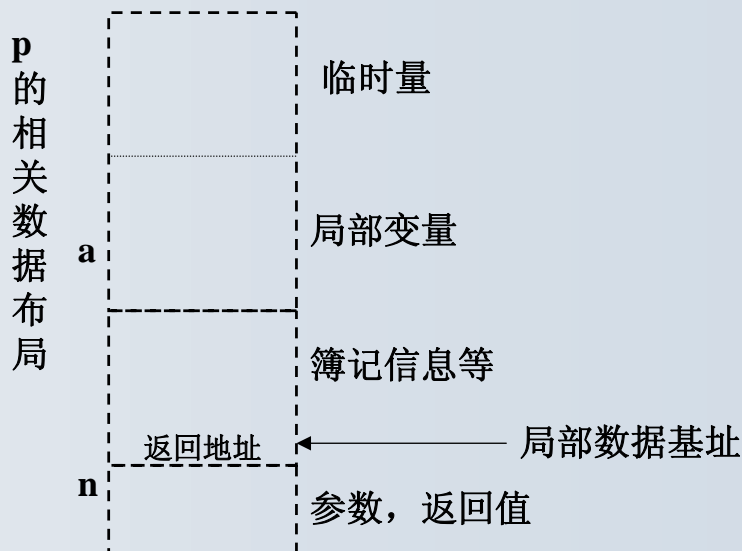 p的相关数据布局
临时量
局部变量
a
簿记信息等
返回地址
局部数据基址
n
参数，返回值